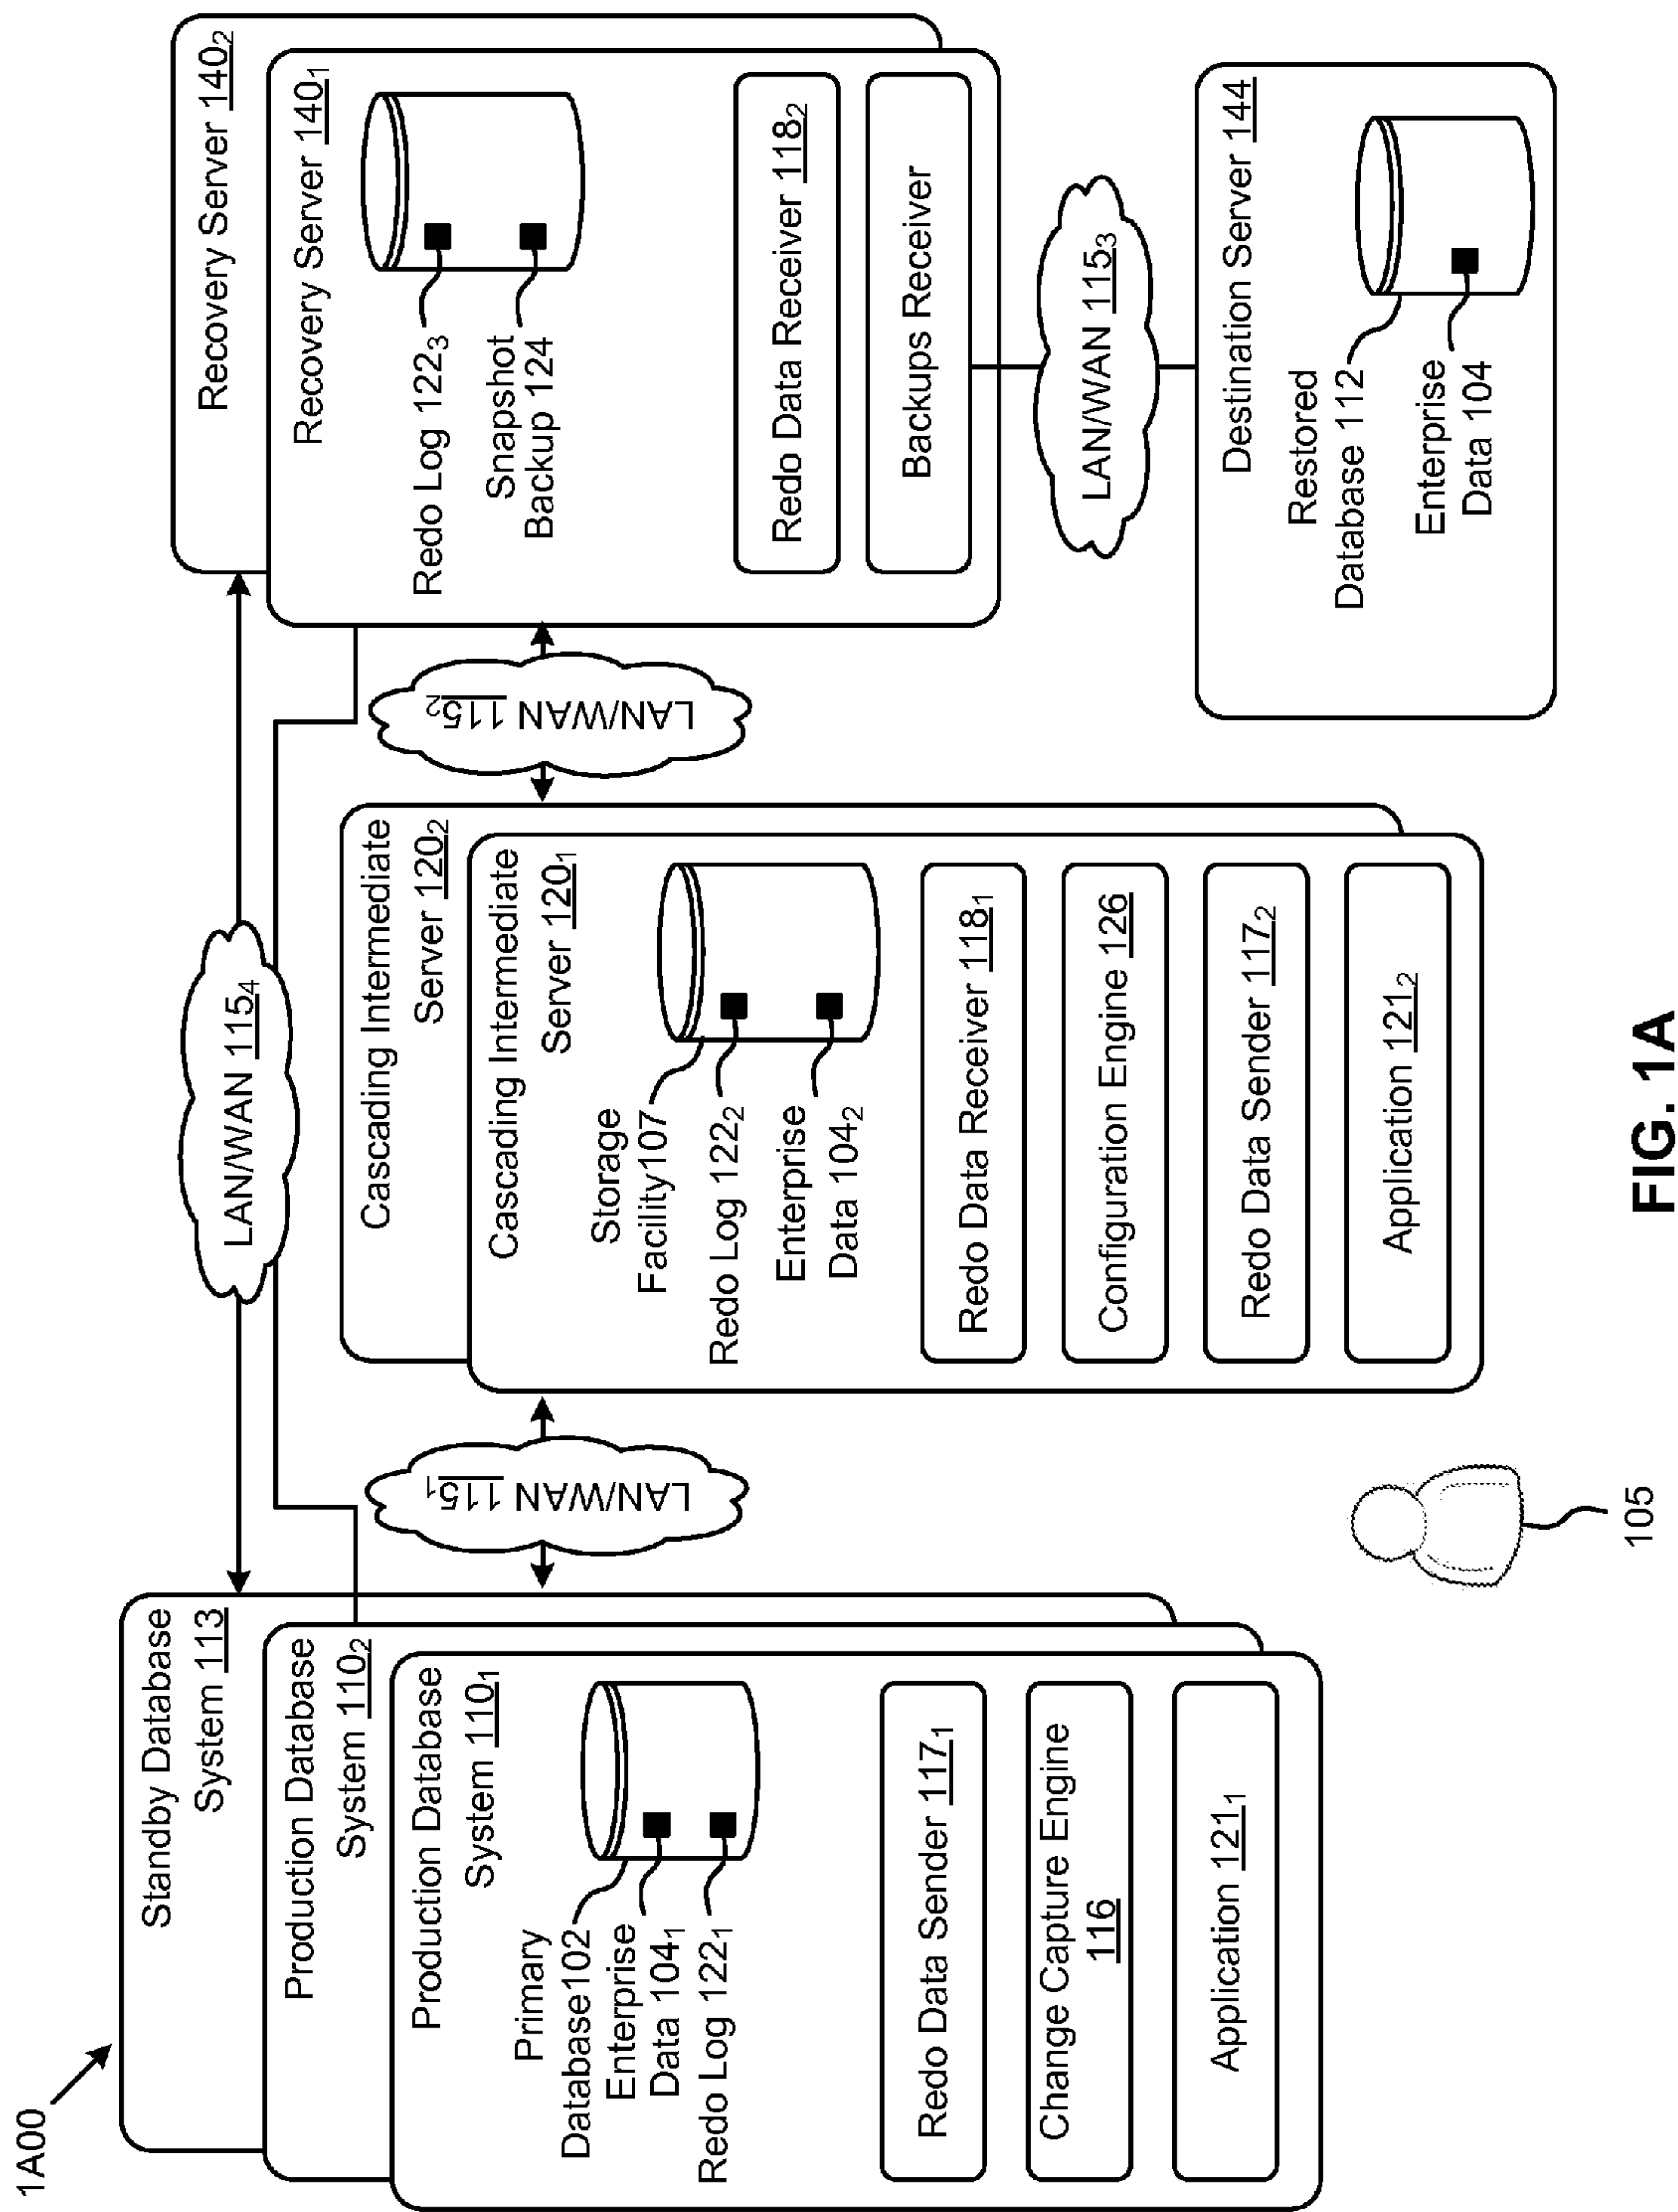 1A00
Standby Database
System 113
Production Database
System 110₂
Production Database
System 110₁
Primary
Database102
Enterprise
Data 104₁
Redo Log 122₁
Redo Data Sender 117₁
Change Capture Engine
116
Application 121₁
LAN/WAN 115₄
LAN/WAN 115₁
Cascading Intermediate
Server 120₂
Cascading Intermediate
Server 120₁
Storage
Facility107
Redo Log 122₂
Enterprise
Data 104₂
Redo Data Receiver 118₁
Configuration Engine 126
Redo Data Sender 117₂
Application 121₂
LAN/WAN 115₂
Recovery Server 140₂
Recovery Server 140₁
Redo Log 122₃
Snapshot
Backup 124
Redo Data Receiver 118₂
Backups Receiver
LAN/WAN 115₃
Destination Server 144
Restored
Database 112
Enterprise
Data 104
105
FIG. 1A